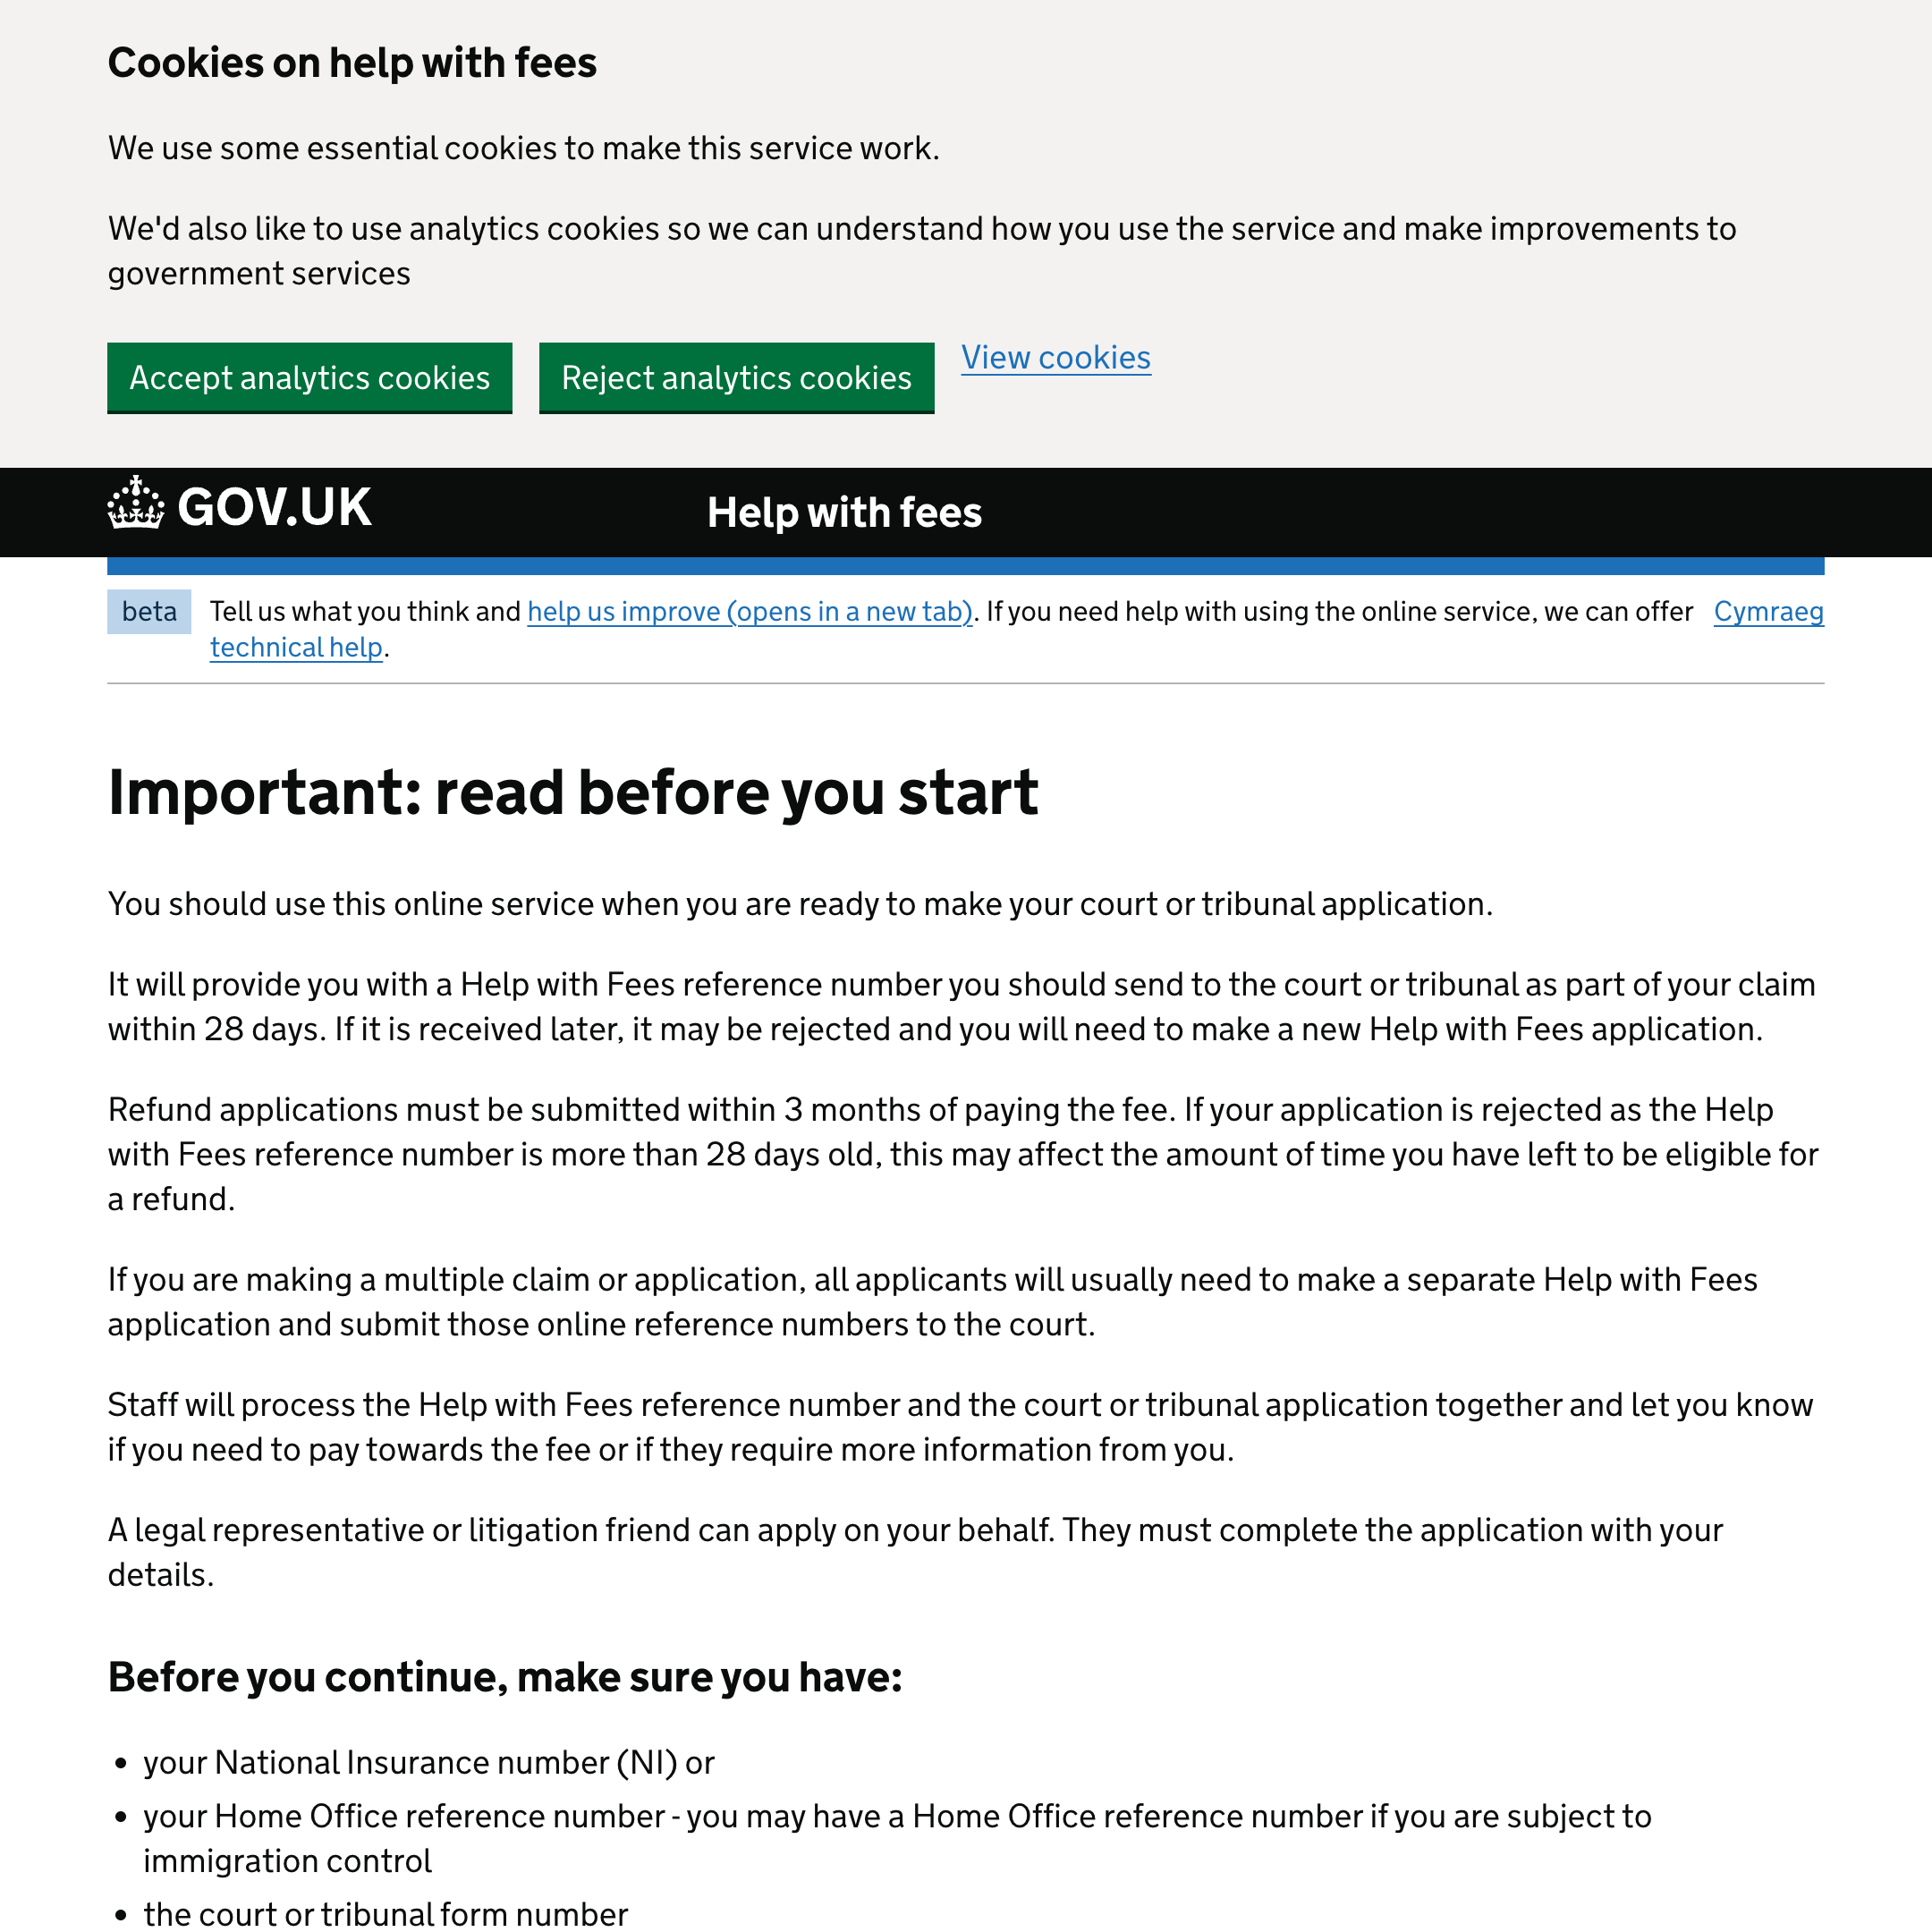 Cookies on help with fees
We use some essential cookies to make this service work.
We'd also like to use analytics cookies so we can understand how you use the service and make improvements to
government services
Accept analytics cookies
Reject analytics cookies
View cookies
GOV.UK
Help with fees
beta
Tell us what you think and help us improve (opens in a new tab). If you need help with using the online service, we can offer
technical help.
Cymraeg
Important: read before you start
You should use this online service when you are ready to make your court or tribunal application.
It will provide you with a Help with Fees reference number you should send to the court or tribunal as part of your claim
within 28 days. If it is received later, it may be rejected and you will need to make a new Help with Fees application.
Refund applications must be submitted within 3 months of paying the fee. If your application is rejected as the Help
with Fees reference number is more than 28 days old, this may affect the amount of time you have left to be eligible for
a refund.
If you are making a multiple claim or application, all applicants will usually need to make a separate Help with Fees
application and submit those online reference numbers to the court.
Staff will process the Help with Fees reference number and the court or tribunal application together and let you know
if you need to pay towards the fee or if they require more information from you.
A legal representative or litigation friend can apply on your behalf. They must complete the application with your
details.
Before you continue, make sure you have:
• your National Insurance number (NI) or
• your Home Office reference number - you may have a Home Office reference number if you are subject to
immigration control
• the court or tribunal form number